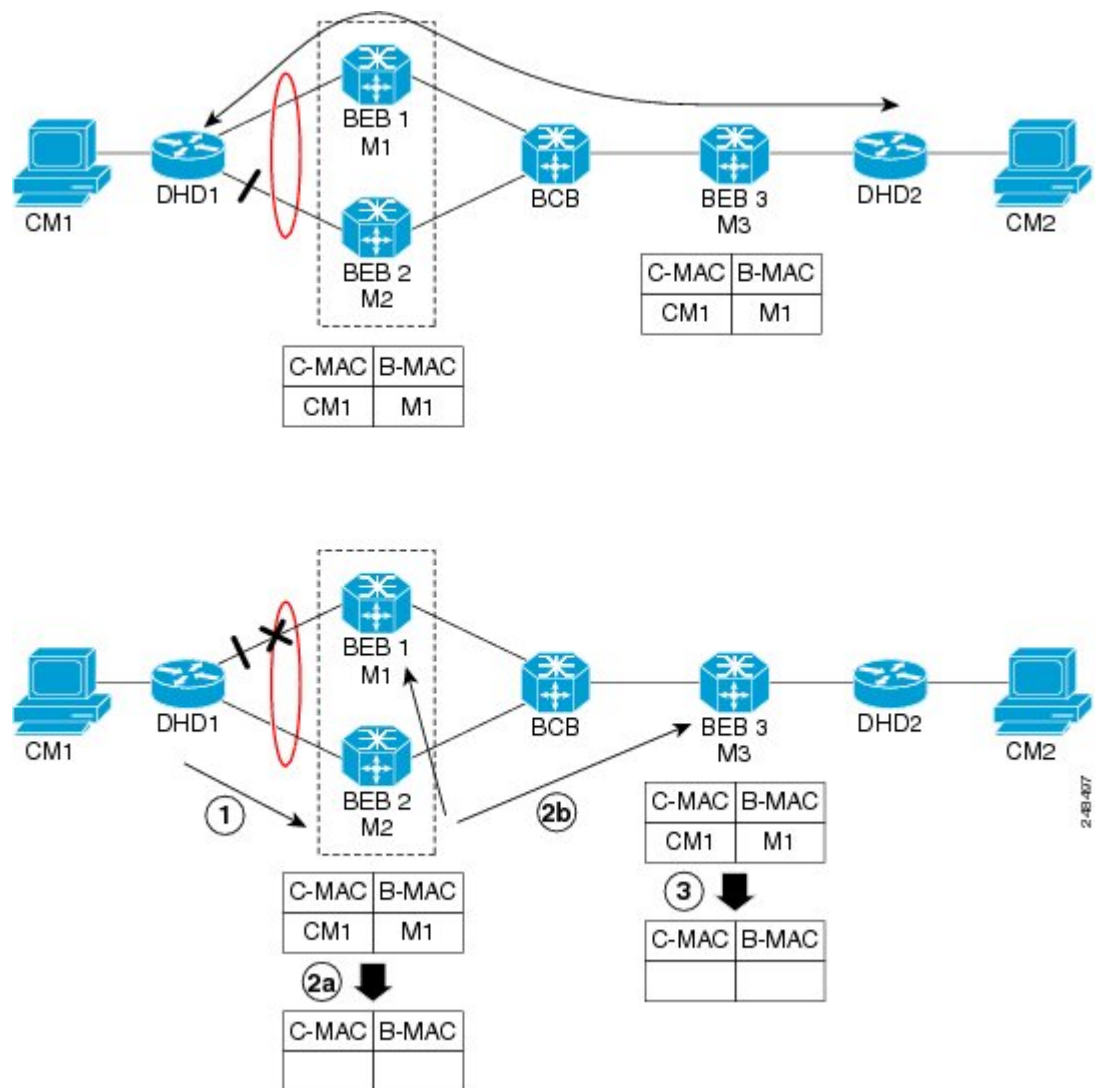 BEB 1
M1
CM1
DHD1
BCB
BEB 3
M3
DHD2
CM2
BEB 2
M2
C-MAC B-MAC
CM1 M1
C-MAC B-MAC
CM1 M1
BEB 1
M1
CM1
DHD1
BCB
BEB 3
M3
DHD2
CM2
1
BEB 2
M2
2b
C-MAC B-MAC
CM1 M1
3
C-MAC B-MAC
C-MAC B-MAC
CM1 M1
2a
C-MAC B-MAC
248497